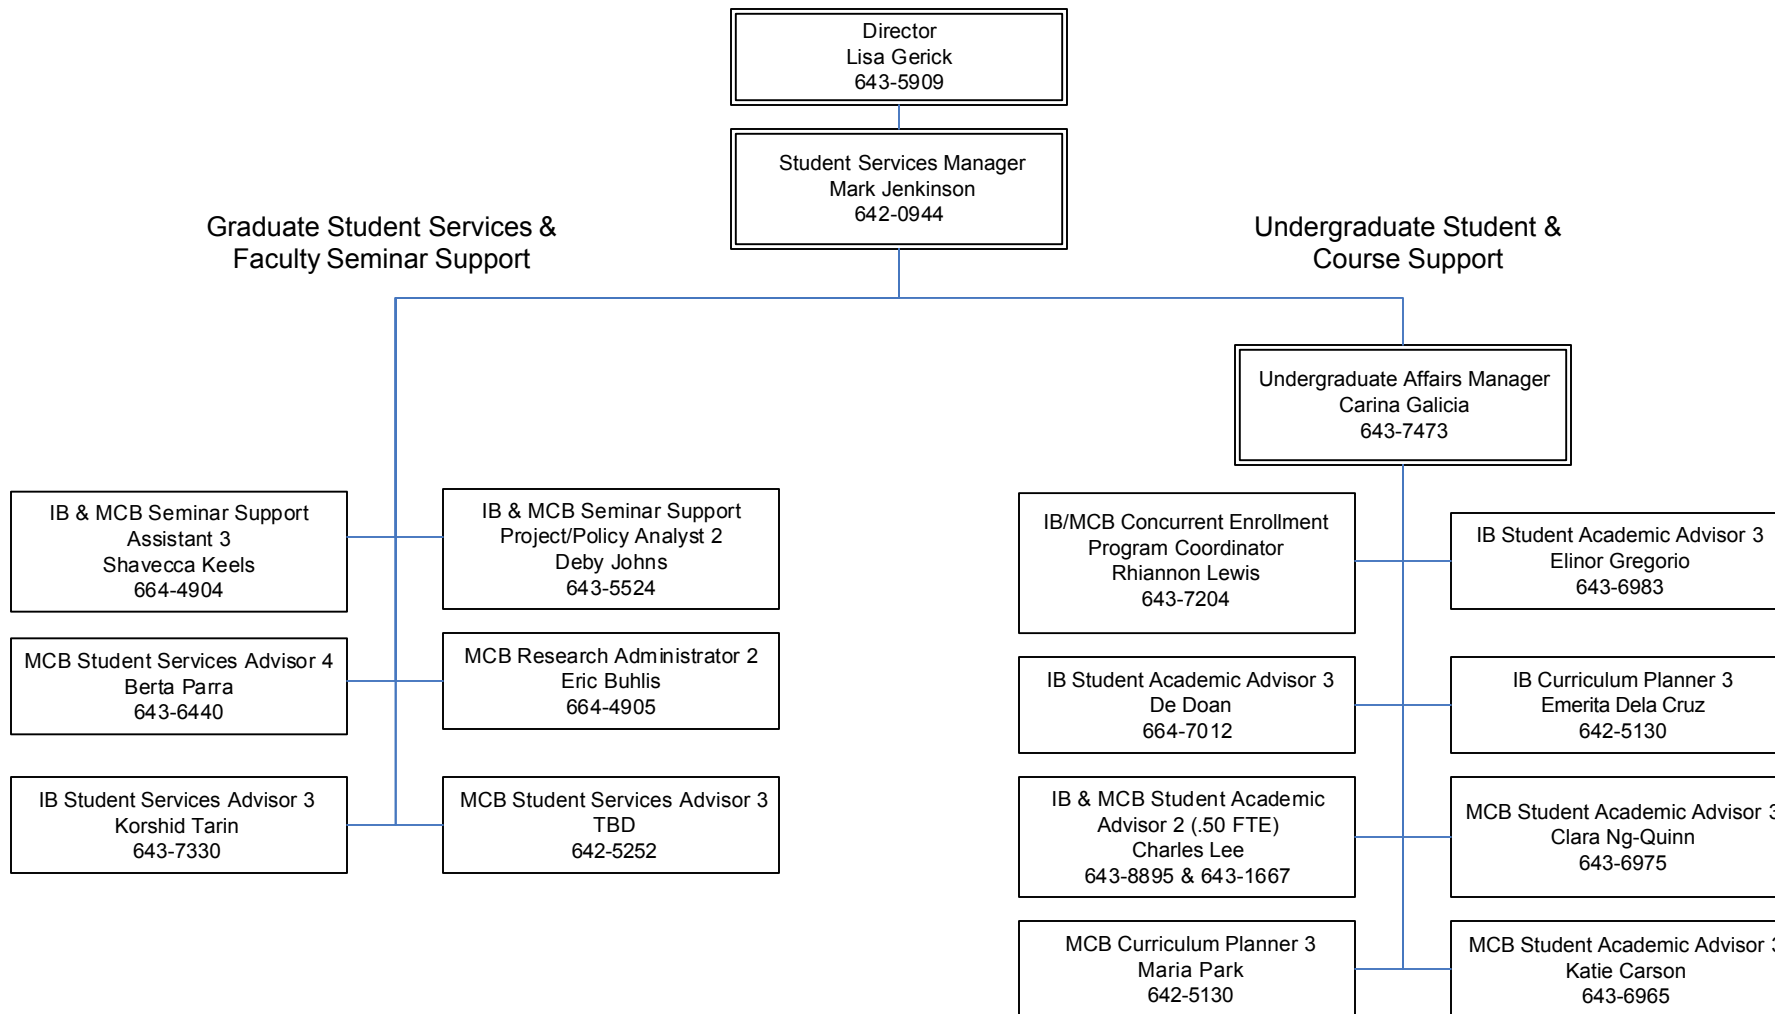 Director
Lisa Gerick
643-5909
Student Services Manager
Mark Jenkinson
642-0944
Graduate Student Services &
Faculty Seminar Support
Undergraduate Student &
Course Support
Undergraduate Affairs Manager
Carina Galicia
643-7473
IB & MCB Seminar Support
Assistant 3
Shavecca Keels
664-4904
IB & MCB Seminar Support
Project/Policy Analyst 2
Deby Johns
643-5524
IB/MCB Concurrent Enrollment
Program Coordinator
Rhiannon Lewis
643-7204
IB Student Academic Advisor 3
Elinor Gregorio
643-6983
MCB Student Services Advisor 4
Berta Parra
643-6440
MCB Research Administrator 2
Eric Buhlis
664-4905
IB Student Academic Advisor 3
De Doan
664-7012
IB Curriculum Planner 3
Emerita Dela Cruz
642-5130
IB Student Services Advisor 3
Korshid Tarin
643-7330
MCB Student Services Advisor 3
TBD
642-5252
IB & MCB Student Academic
Advisor 2 (.50 FTE)
Charles Lee
643-8895 & 643-1667
MCB Student Academic Advisor 3
Clara Ng-Quinn
643-6975
MCB Curriculum Planner 3
Maria Park
642-5130
MCB Student Academic Advisor 3
Katie Carson
643-6965